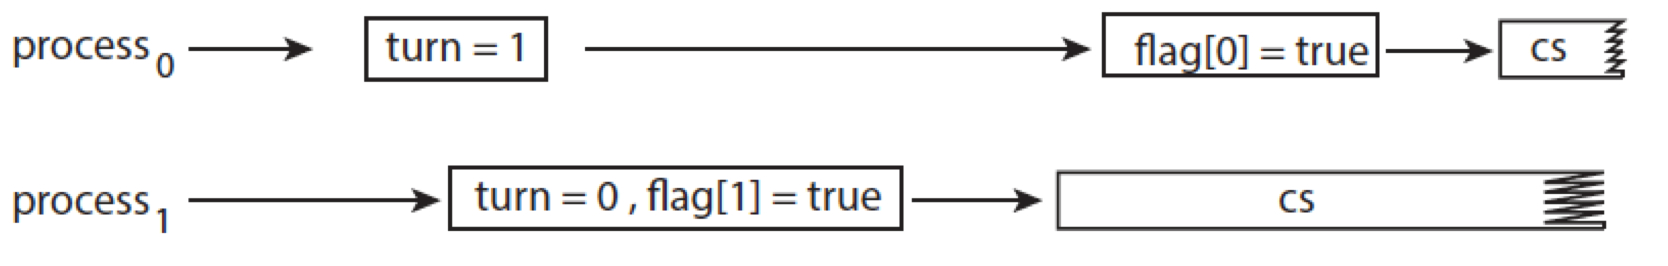 process0 turn = 1 flag[0] = true cs
process1 turn = 0 , flag[1] = true cs